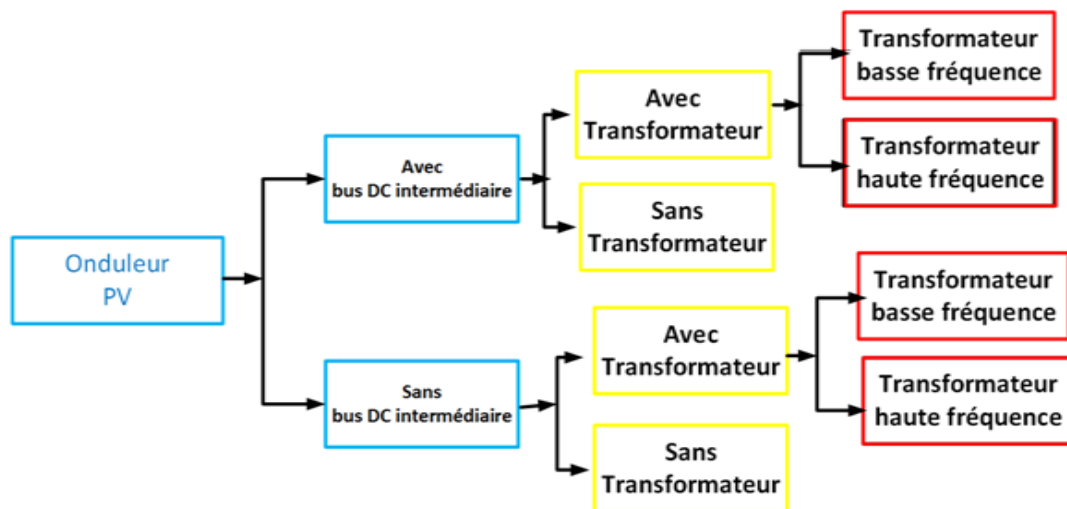 Onduleur
PV
Avec
bus DC intermédiaire
Avec
Transformateur
Transformateur
basse fréquence
Transformateur
haute fréquence
Sans
Transformateur
Sans
bus DC intermédiaire
Avec
Transformateur
Transformateur
basse fréquence
Transformateur
haute fréquence
Sans
Transformateur